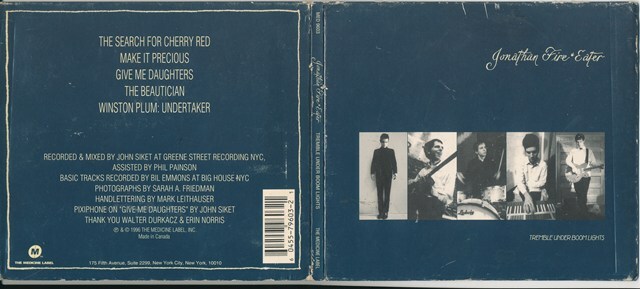 THE SEARCH FOR CHERRY RED
MAKE IT PRECIOUS
GIVE ME DAUGHTERS
THE BEAUTICIAN
WINSTON PLUM: UNDERTAKER
RECORDED & MIXED BY JOHN SIKET AT GREENE STREET RECORDING NYC,
ASSISTED BY PHIL PAINSON
BASIC TRACKS RECORDED BY BIL EMMONS AT BIG HOUSE-NYC
PHOTOGRAPHS BY SARAH A. FRIEDMAN
HANDLETTERING BY MARK LEITHAUSER
PIXIPHONE ON "GIVE-ME-DAUGHTERS" BY JOHN SIKET
THANK YOU WALTER DURKACZ & ERIN NORRIS
℗ & © 1996 THE MEDICINE LABEL, INC.
Made in Canada
M
THE MEDICINE LABEL
175 Fifth Avenue, Suite 2299, New York City, New York, 10010
Jonathan Fire*Eater
TREMBLE UNDER BOOM LIGHTS
THE MEDICINE LABEL
Jonathan Fire*Eater
Ludwig
TREMBLE UNDER BOOM LIGHTS